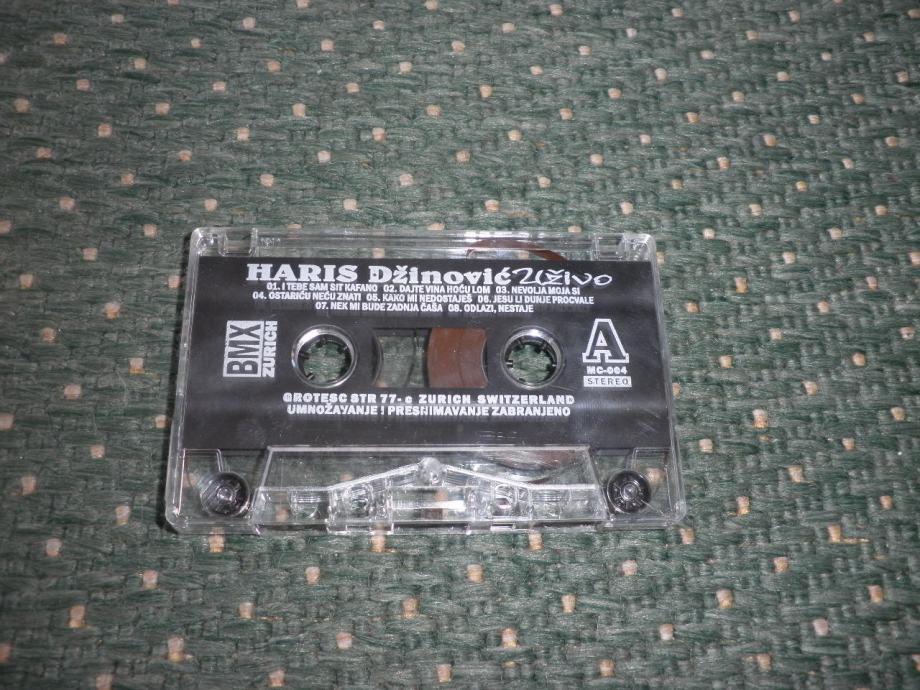 HARIS Džinović Uživo
01. I TEBE SAM SIT KAFANO 02. DAJTE VINA HOĆU LOM 03. NEVOLJA MOJA SI
04. OSTARIĆU NEĆU ZNATI 05. KAKO MI NEDOSTAJEŠ 06. JESU LI DUNJE PROCVALE
07. NEK MI BUDE ZADNJA ČAŠA 08. ODLAZI, NESTAJE
BMX
ZURICH
A
MC-004
STEREO
GROTESC STR 77- c ZURICH SWITZERLAND
UMNOŽAVANJE I PRESNIMAVANJE ZABRANJENO